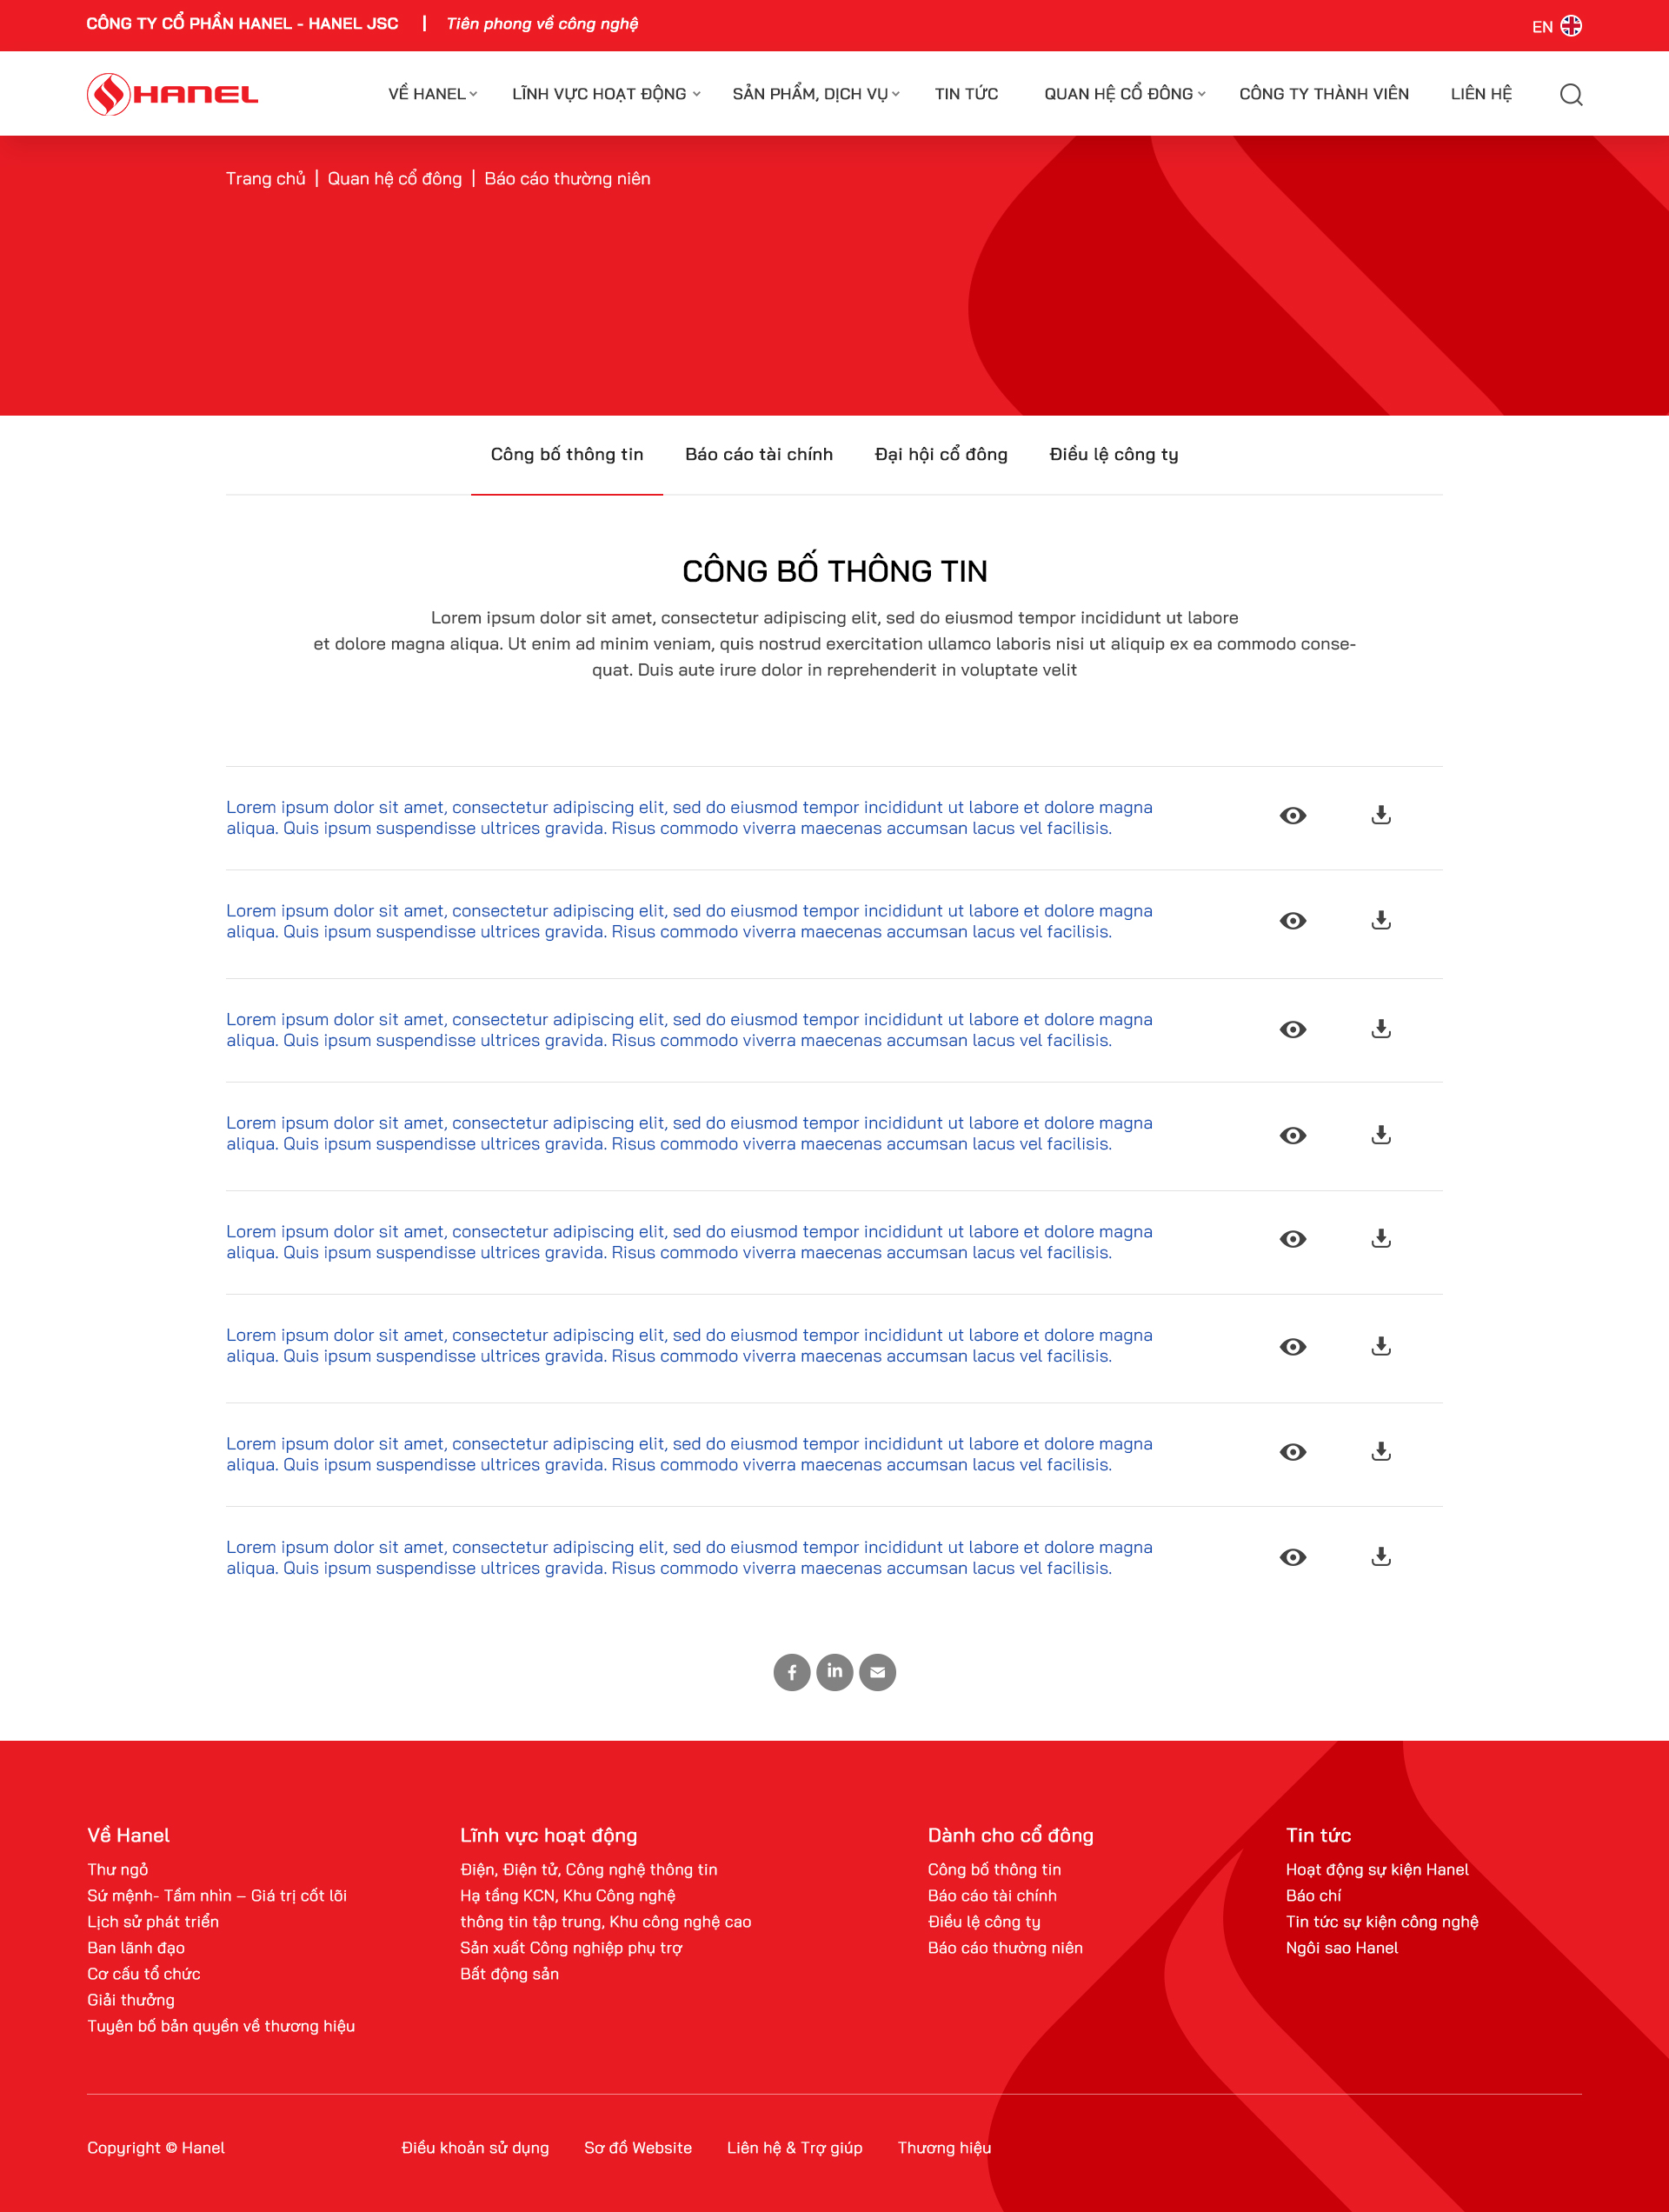 CÔNG TY CỔ PHẦN HANEL - HANEL JSC | Tiên phong về công nghệ
EN
HANEL
VỀ HANEL
LĨNH VỰC HOẠT ĐỘNG
SẢN PHẨM, DỊCH VỤ
TIN TỨC
QUAN HỆ CỔ ĐÔNG
CÔNG TY THÀNH VIÊN
LIÊN HỆ
Trang chủ | Quan hệ cổ đông | Báo cáo thường niên
Công bố thông tin
Báo cáo tài chính
Đại hội cổ đông
Điều lệ công ty
CÔNG BỐ THÔNG TIN
Lorem ipsum dolor sit amet, consectetur adipiscing elit, sed do eiusmod tempor incididunt ut labore
et dolore magna aliqua. Ut enim ad minim veniam, quis nostrud exercitation ullamco laboris nisi ut aliquip ex ea commodo conse-
quat. Duis aute irure dolor in reprehenderit in voluptate velit
Lorem ipsum dolor sit amet, consectetur adipiscing elit, sed do eiusmod tempor incididunt ut labore et dolore magna
aliqua. Quis ipsum suspendisse ultrices gravida. Risus commodo viverra maecenas accumsan lacus vel facilisis.
Lorem ipsum dolor sit amet, consectetur adipiscing elit, sed do eiusmod tempor incididunt ut labore et dolore magna
aliqua. Quis ipsum suspendisse ultrices gravida. Risus commodo viverra maecenas accumsan lacus vel facilisis.
Lorem ipsum dolor sit amet, consectetur adipiscing elit, sed do eiusmod tempor incididunt ut labore et dolore magna
aliqua. Quis ipsum suspendisse ultrices gravida. Risus commodo viverra maecenas accumsan lacus vel facilisis.
Lorem ipsum dolor sit amet, consectetur adipiscing elit, sed do eiusmod tempor incididunt ut labore et dolore magna
aliqua. Quis ipsum suspendisse ultrices gravida. Risus commodo viverra maecenas accumsan lacus vel facilisis.
Lorem ipsum dolor sit amet, consectetur adipiscing elit, sed do eiusmod tempor incididunt ut labore et dolore magna
aliqua. Quis ipsum suspendisse ultrices gravida. Risus commodo viverra maecenas accumsan lacus vel facilisis.
Lorem ipsum dolor sit amet, consectetur adipiscing elit, sed do eiusmod tempor incididunt ut labore et dolore magna
aliqua. Quis ipsum suspendisse ultrices gravida. Risus commodo viverra maecenas accumsan lacus vel facilisis.
Lorem ipsum dolor sit amet, consectetur adipiscing elit, sed do eiusmod tempor incididunt ut labore et dolore magna
aliqua. Quis ipsum suspendisse ultrices gravida. Risus commodo viverra maecenas accumsan lacus vel facilisis.
Lorem ipsum dolor sit amet, consectetur adipiscing elit, sed do eiusmod tempor incididunt ut labore et dolore magna
aliqua. Quis ipsum suspendisse ultrices gravida. Risus commodo viverra maecenas accumsan lacus vel facilisis.
Về Hanel
Thư ngỏ
Sứ mệnh- Tầm nhìn – Giá trị cốt lõi
Lịch sử phát triển
Ban lãnh đạo
Cơ cấu tổ chức
Giải thưởng
Tuyên bố bản quyền về thương hiệu
Lĩnh vực hoạt động
Điện, Điện tử, Công nghệ thông tin
Hạ tầng KCN, Khu Công nghệ
thông tin tập trung, Khu công nghệ cao
Sản xuất Công nghiệp phụ trợ
Bất động sản
Dành cho cổ đông
Công bố thông tin
Báo cáo tài chính
Điều lệ công ty
Báo cáo thường niên
Tin tức
Hoạt động sự kiện Hanel
Báo chí
Tin tức sự kiện công nghệ
Ngôi sao Hanel
Copyright © Hanel
Điều khoản sử dụng
Sơ đồ Website
Liên hệ & Trợ giúp
Thương hiệu